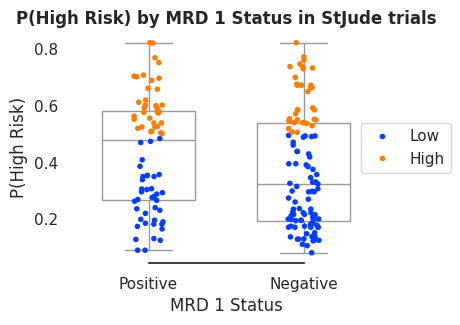 P(High Risk) by MRD 1 Status in StJude trials
P(High Risk)
0.8
0.6
0.4
0.2
Low
High
Positive
Negative
MRD 1 Status